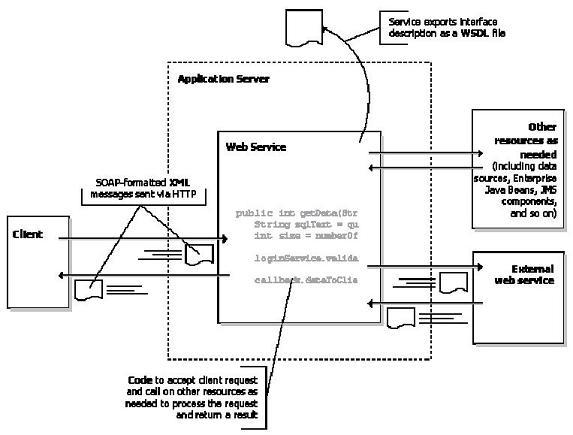 Service exports interface
description as a WSDL file
Application Server
Web Service
Other
resources as
needed
(including data
sources, Enterprise
Java Beans, JMS
components,
and so on)
SOAP-formatted XML
messages sent via HTTP
public int getData(Str
String sqlText = qu
int size = numberOf
loginService.valida
callback.dataToClie
Client
External
web service
Code to accept client request
and call on other resources as
needed to process the request
and return a result